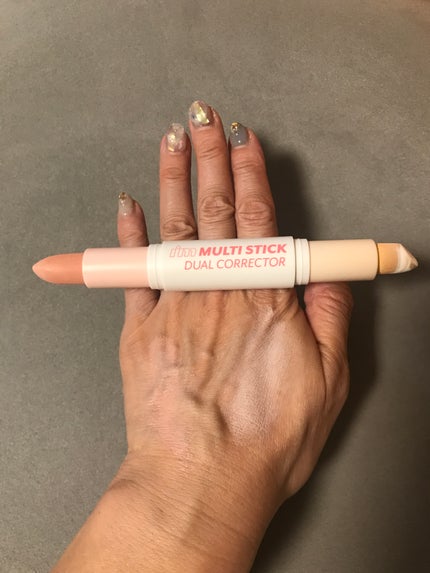 i'm MULTI STICK
DUAL CORRECTOR